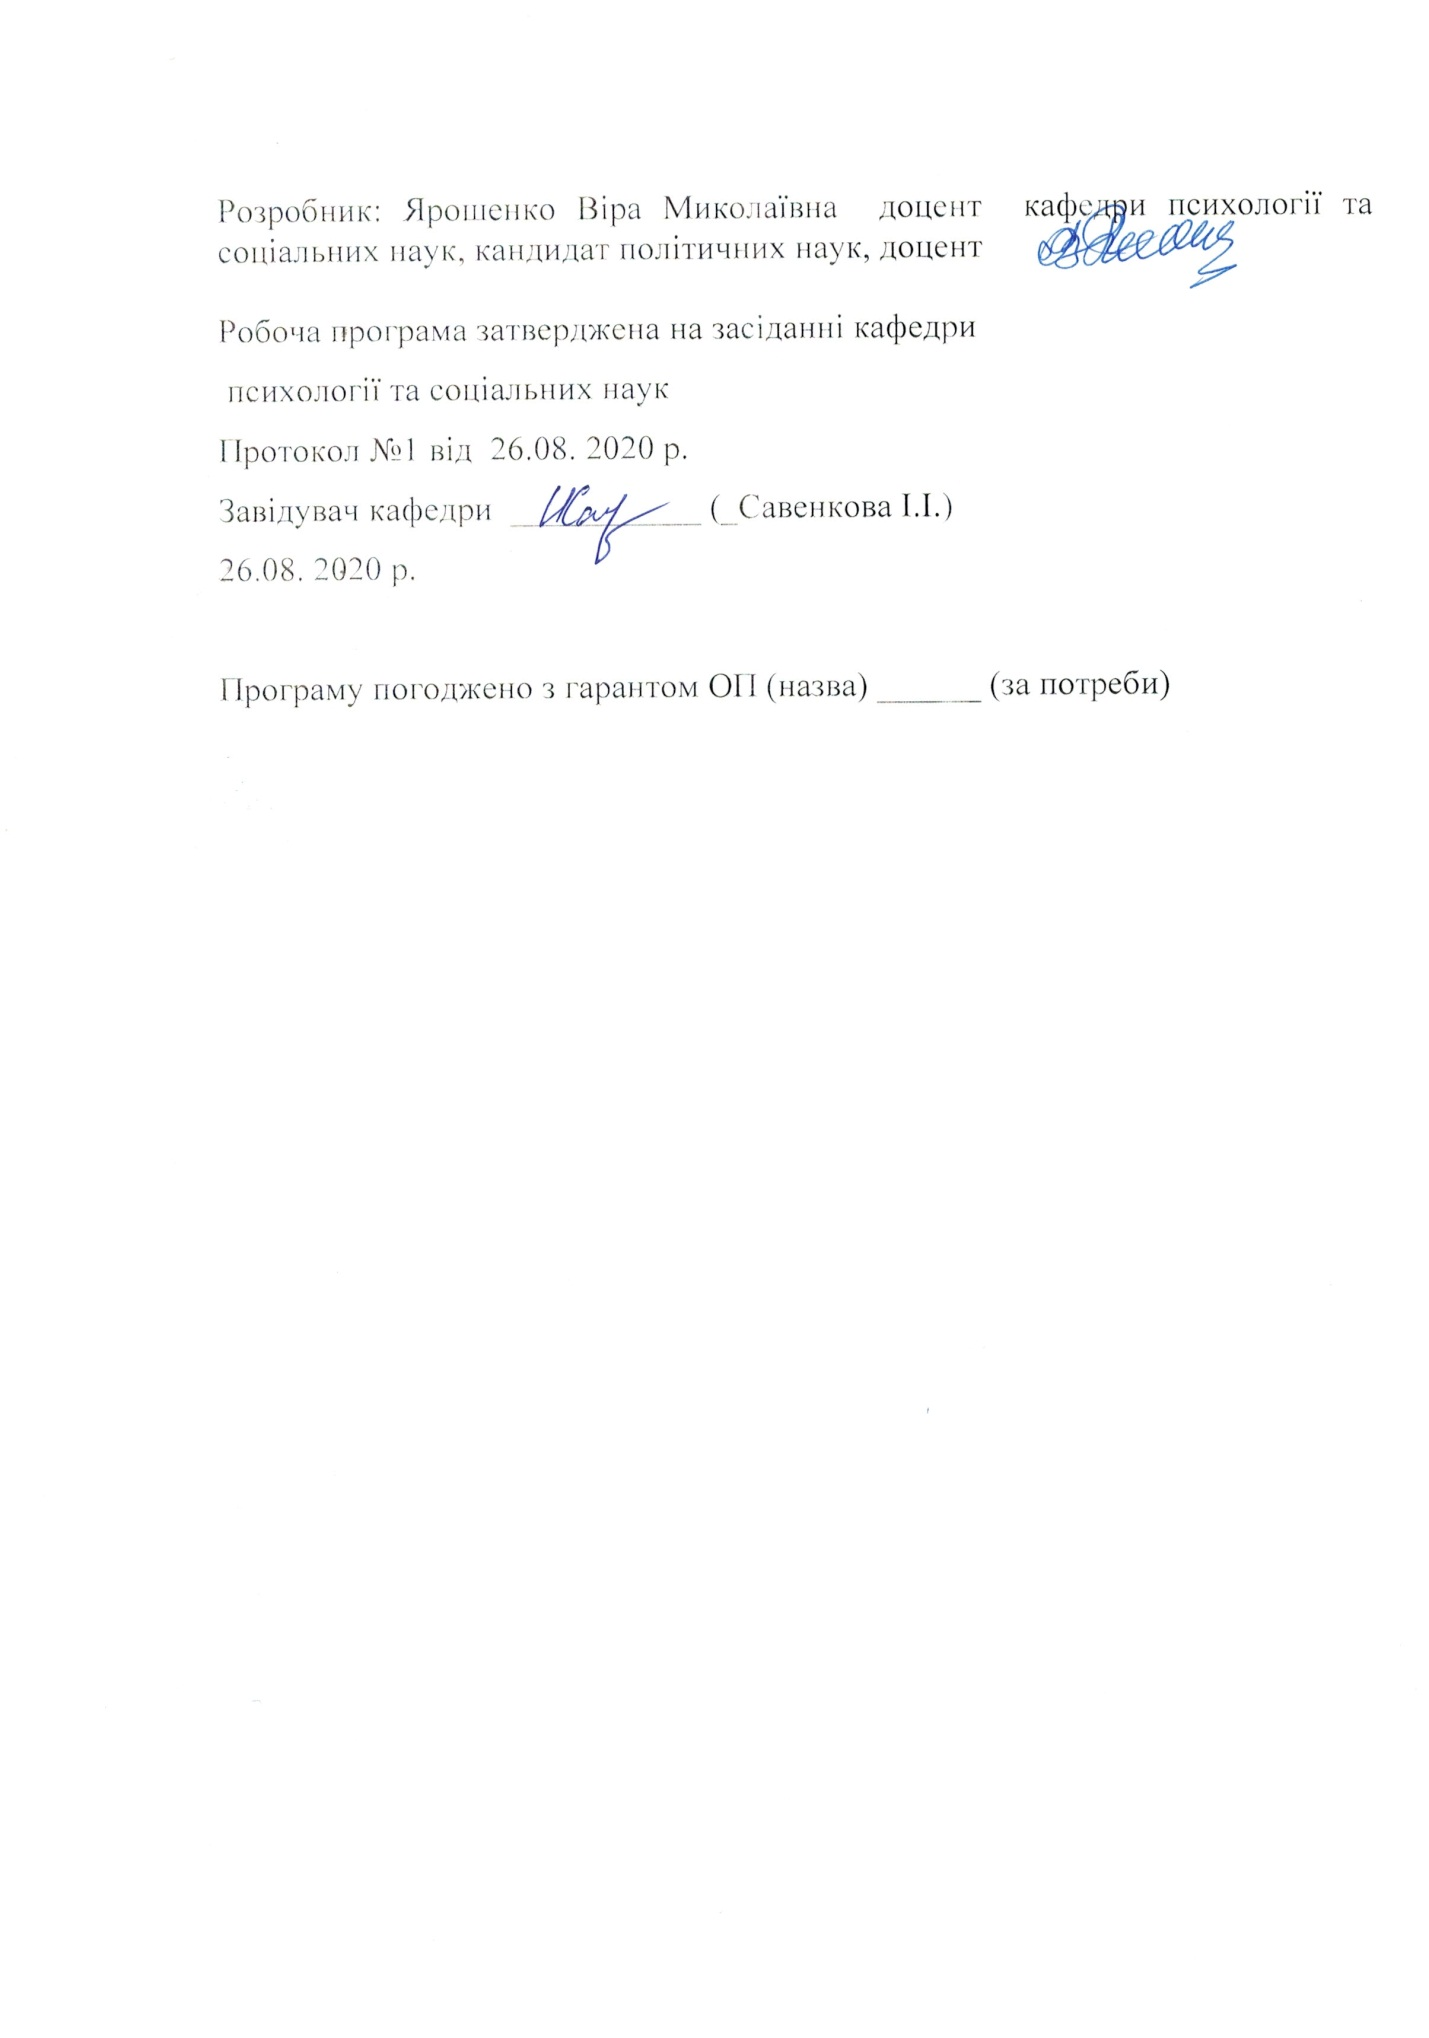 Розробник: Ярошенко Віра Миколаївна доцент кафедри психології та
соціальних наук, кандидат політичних наук, доцент
Робоча програма затверджена на засіданні кафедри
психології та соціальних наук
Протокол №1 від 26.08. 2020 р.
Завідувач кафедри ___________ (_Савенкова І.І.)
26.08. 2020 р.
Програму погоджено з гарантом ОП (назва) ______ (за потреби)